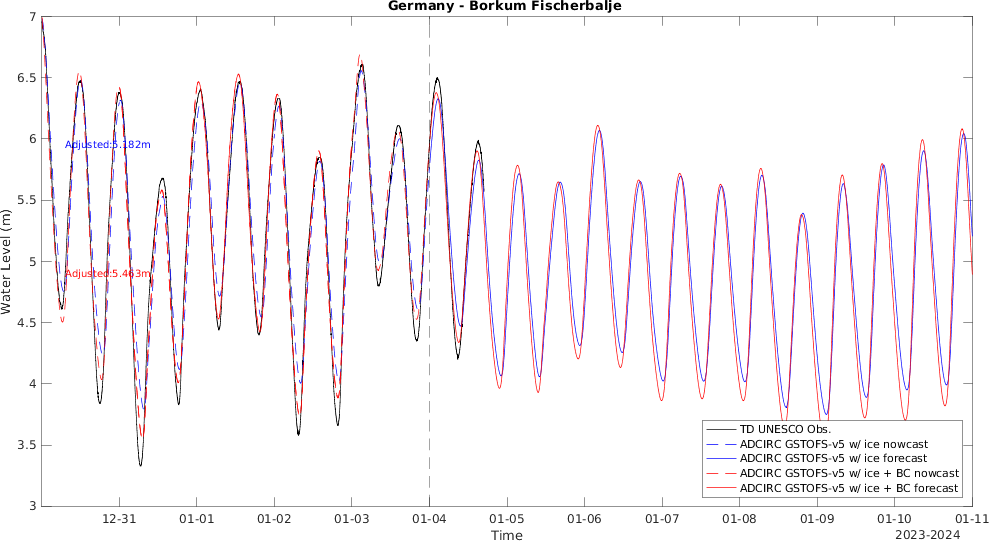 Germany - Borkum Fischerbalje
7
6.5
6
5.5
5
4.5
4
3.5
3
Water Level (m)
Adjusted:5.182m
Adjusted:5.463m
TD UNESCO Obs.
ADCIRC GSTOFS-v5 w/ ice nowcast
ADCIRC GSTOFS-v5 w/ ice forecast
ADCIRC GSTOFS-v5 w/ ice + BC nowcast
ADCIRC GSTOFS-v5 w/ ice + BC forecast
12-31 01-01 01-02 01-03 01-04 01-05 01-06 01-07 01-08 01-09 01-10 01-11
Time
2023-2024